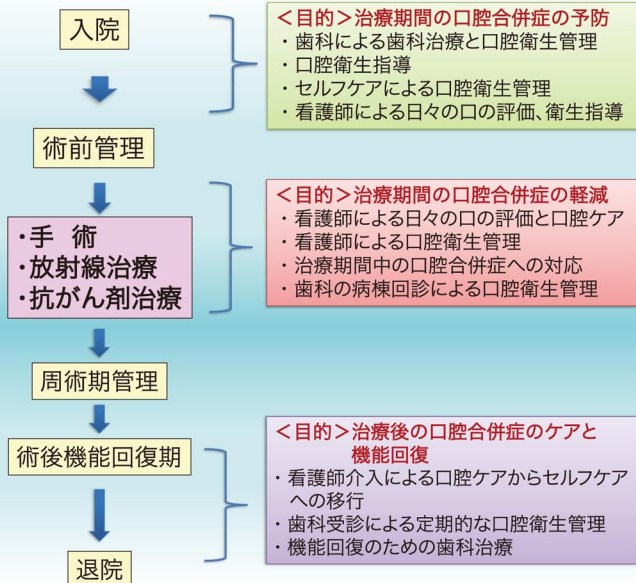 入院
＜目的＞治療期間の口腔合併症の予防
・歯科による歯科治療と口腔衛生管理
・口腔衛生指導
・セルフケアによる口腔衛生管理
・看護師による日々の口の評価、衛生指導
術前管理
・手　術
・放射線治療
・抗がん剤治療
＜目的＞治療期間の口腔合併症の軽減
・看護師による日々の口の評価と口腔ケア
・看護師による口腔衛生管理
・治療期間中の口腔合併症への対応
・歯科の病棟回診による口腔衛生管理
周術期管理
術後機能回復期
退院
＜目的＞治療後の口腔合併症のケアと
機能回復
・看護師介入による口腔ケアからセルフケア
への移行
・歯科受診による定期的な口腔衛生管理
・機能回復のための歯科治療